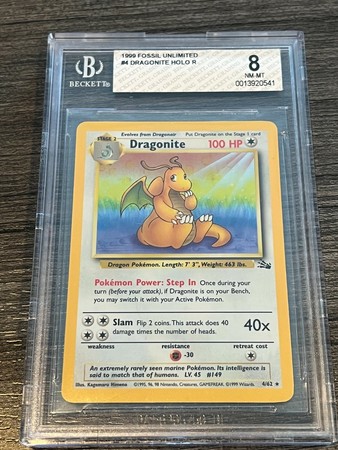 BECKETT
1999 FOSSIL UNLIMITED
#4 DRAGONITE HOLO R
8
NM-MT
0013920541
Evolves from Dragonair
Put Dragonite on the Stage 1 card
STAGE 2
Dragonite
100 HP
Dragon Pokémon. Length: 7' 3", Weight: 463 lbs.
Pokémon Power: Step In Once during your
turn (before your attack), if Dragonite is on your Bench,
you may switch it with your Active Pokémon.
Slam Flip 2 coins. This attack does 40
damage times the number of heads.
40x
weakness
resistance
retreat cost
-30
An extremely rarely seen marine Pokémon. Its intelligence is
said to match that of humans. LV. 45 #149
Illus. Kagemaru Himeno
©1995, 96, 98 Nintendo, Creatures, GAMEFREAK. ©1999 Wizards.
4/62